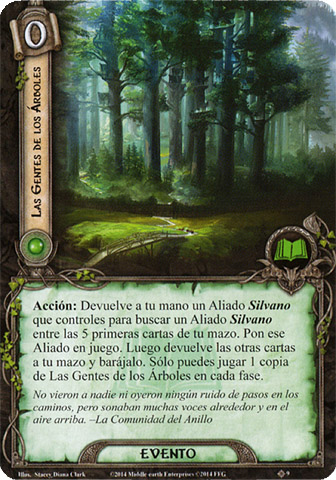 0
Las Gentes de los Árboles
Acción: Devuelve a tu mano un Aliado Silvano
que controles para buscar un Aliado Silvano
entre las 5 primeras cartas de tu mazo. Pon ese
Aliado en juego. Luego devuelve las otras cartas
a tu mazo y barájalo. Sólo puedes jugar 1 copia
de Las Gentes de los Árboles en cada fase.
No vieron a nadie ni oyeron ningún ruido de pasos en los
caminos, pero sonaban muchas voces alrededor y en el
aire arriba. –La Comunidad del Anillo
EVENTO
Illus. Stacey Diana Clark
©2014 Middle earth Enterprises ©2014 FFG
9